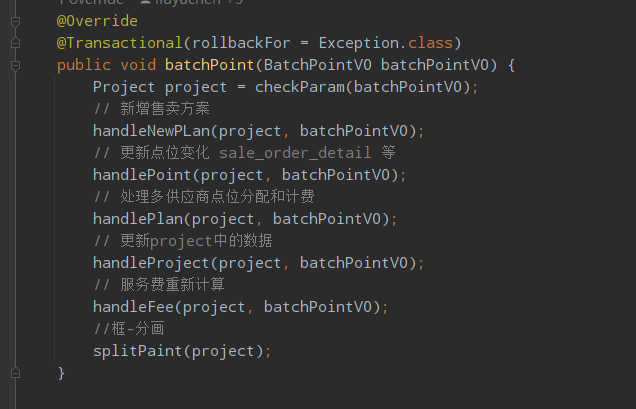 @Override
@Transactional(rollbackFor = Exception.class)
public void batchPoint(BatchPointVO batchPointVO) {
Project project = checkParam(batchPointVO);
// 新增售卖方案
handleNewPLan(project, batchPointVO);
// 更新点位变化 sale_order_detail 等
handlePoint(project, batchPointVO);
// 处理多供应商点位分配和计费
handlePlan(project, batchPointVO);
// 更新project中的数据
handleProject(project, batchPointVO);
// 服务费重新计算
handleFee(project, batchPointVO);
//框-分画
splitPaint(project);
}